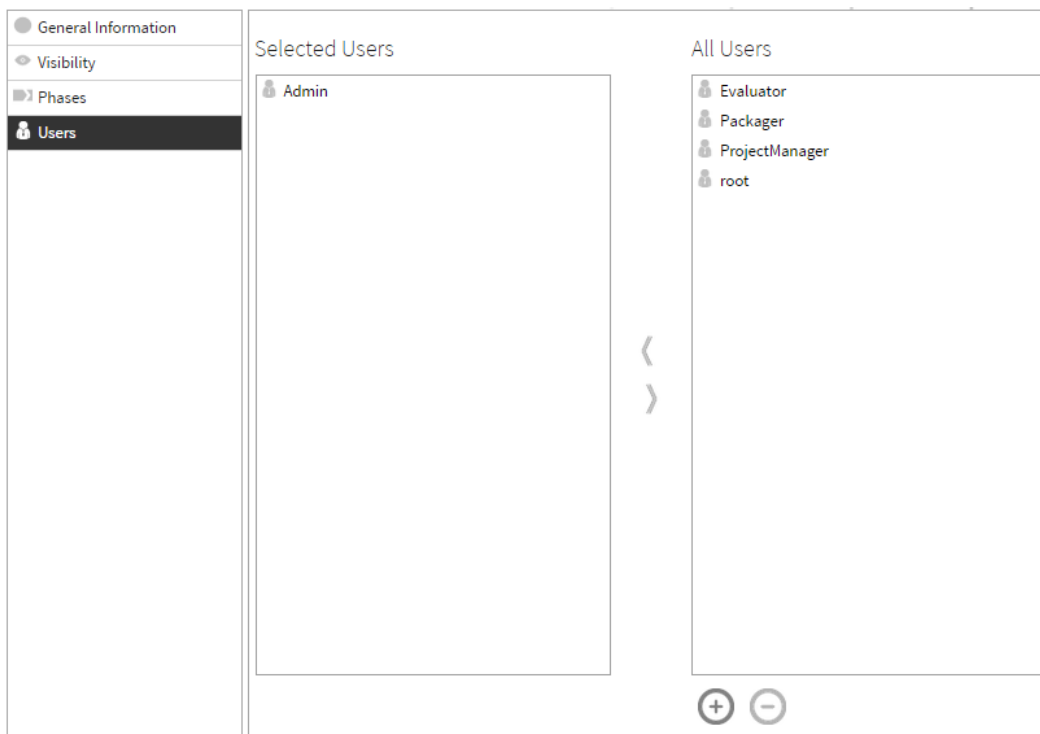 General Information
Visibility
Phases
Users
Selected Users
Admin
All Users
Evaluator
Packager
ProjectManager
root